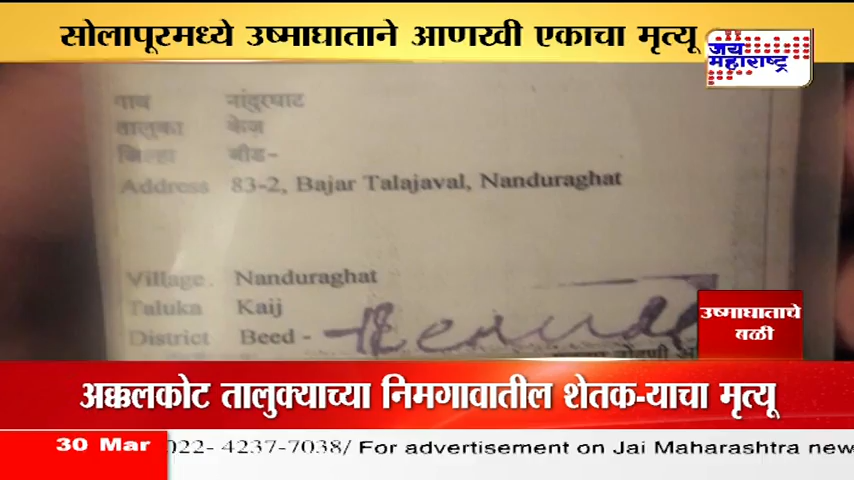 सोलापूरमध्ये उष्माघाताने आणखी एकाचा मृत्यू
जय
महाराष्ट्र
गाव नांदुरघाट
तालुका केज
जिल्हा बीड-
Address 83-2, Bajar Talajaval, Nanduraghat
Village. Nanduraghat
Taluka Kaij
District Beed -
उष्माघाताचे
बळी
अक्कलकोट तालुक्याच्या निमगावातील शेतक-याचा मृत्यू
30 Mar 022- 4237-7038/ For advertisement on Jai Maharashtra new